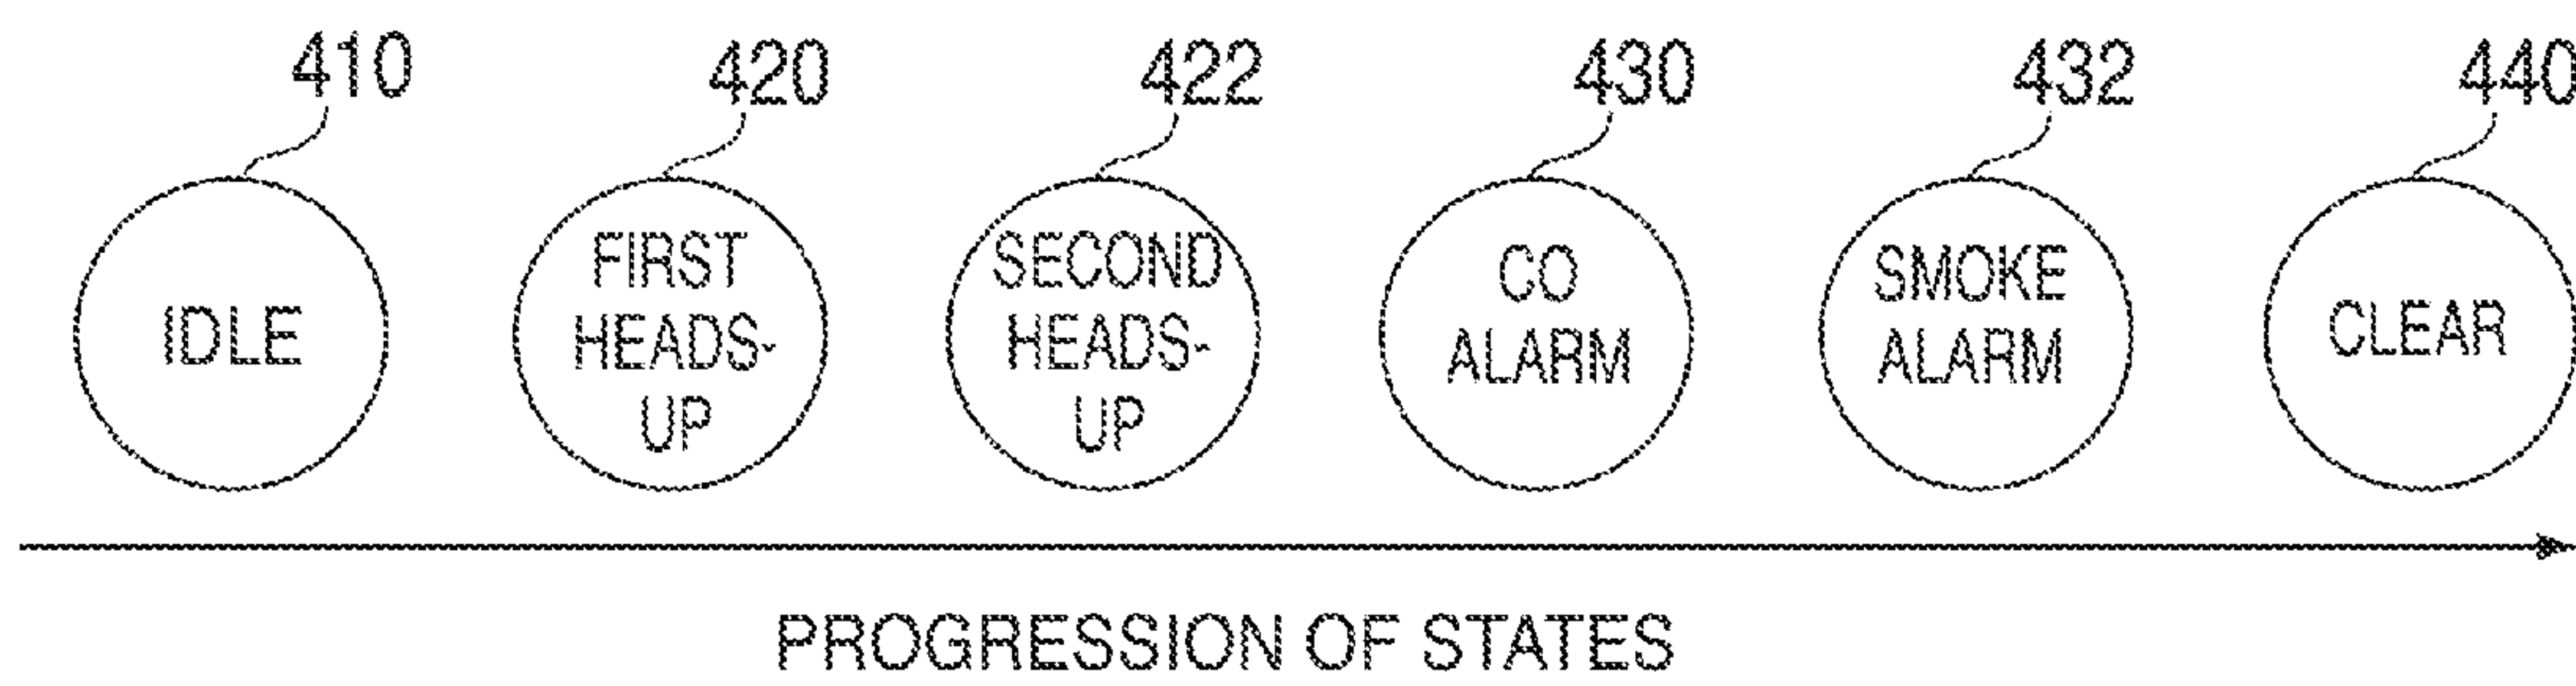 410 420 422 430 432 440
IDLE
FIRST
HEADS-
UP
SECOND
HEADS-
UP
CO
ALARM
SMOKE
ALARM
CLEAR
PROGRESSION OF STATES